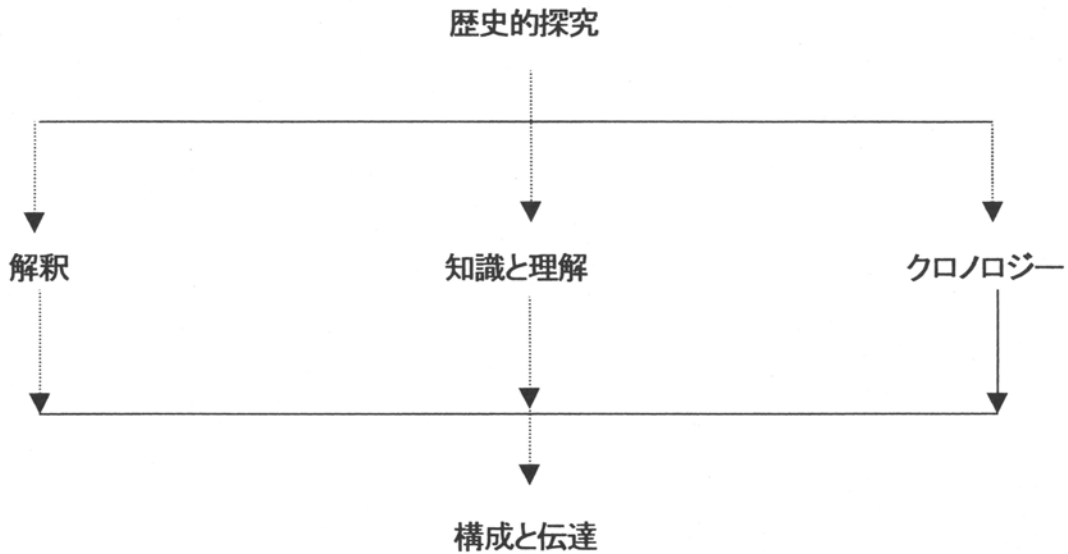 歴史的探究
解釈
知識と理解
クロノロジー
構成と伝達